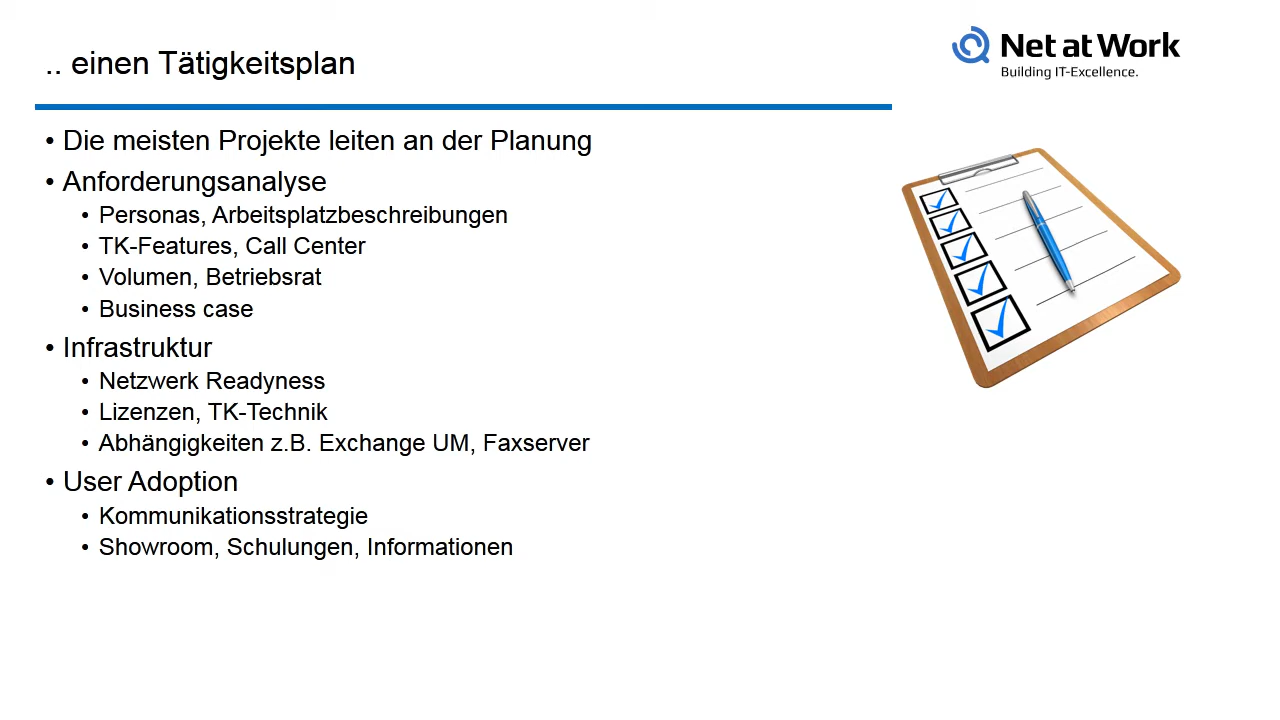 .. einen Tätigkeitsplan
Net at Work
Building IT-Excellence.
• Die meisten Projekte leiten an der Planung
• Anforderungsanalyse
• Personas, Arbeitsplatzbeschreibungen
• TK-Features, Call Center
• Volumen, Betriebsrat
• Business case
• Infrastruktur
• Netzwerk Readyness
• Lizenzen, TK-Technik
• Abhängigkeiten z.B. Exchange UM, Faxserver
• User Adoption
• Kommunikationsstrategie
• Showroom, Schulungen, Informationen